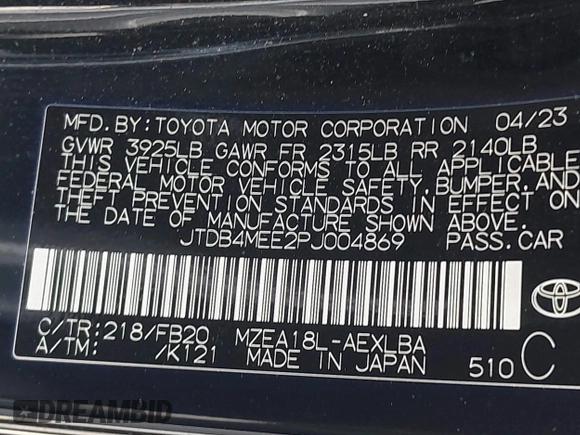 MFD.BY:TOYOTA MOTOR CORPORATION 04/23
GVWR 3925LB GAWR FR 2315LB RR 2140LB
THIS VEHICLE CONFORMS TO ALL APPLICABLE
FEDERAL MOTOR VEHICLE SAFETY,BUMPER,AND
THEFT PREVENTION STANDARDS IN EFFECT ON
THE DATE OF MANUFACTURE SHOWN ABOVE.
JTDB4MEE2PJ004869 PASS.CAR
C/TR:218/FB20 MZEA18L-AEXLBA
A/TM: /K121 MADE IN JAPAN 510 C
DREAMBID